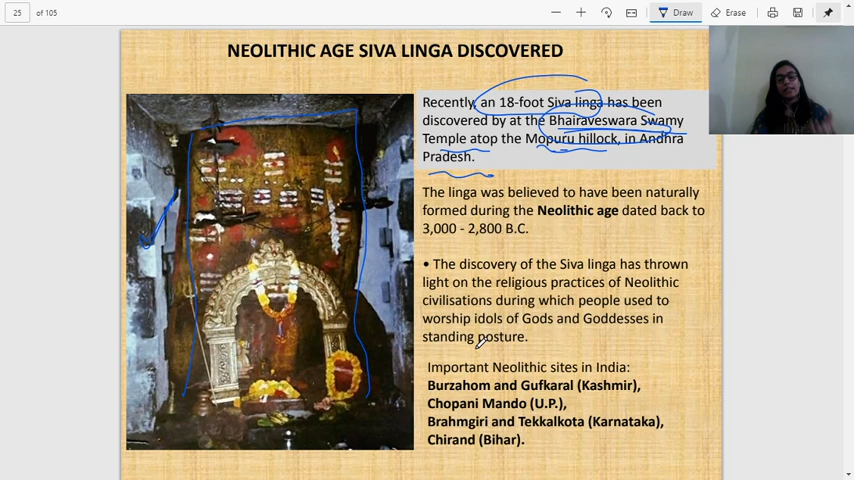 25 of 105
Draw
Erase
NEOLITHIC AGE SIVA LINGA DISCOVERED
Recently, an 18-foot Siva linga has been
discovered by at the Bhairaveswara Swamy
Temple atop the Mopuru hillock, in Andhra
Pradesh.
The linga was believed to have been naturally
formed during the Neolithic age dated back to
3,000 - 2,800 B.C.
• The discovery of the Siva linga has thrown
light on the religious practices of Neolithic
civilisations during which people used to
worship idols of Gods and Goddesses in
standing posture.
Important Neolithic sites in India:
Burzahom and Gufkaral (Kashmir),
Chopani Mando (U.P.),
Brahmgiri and Tekkalkota (Karnataka),
Chirand (Bihar).